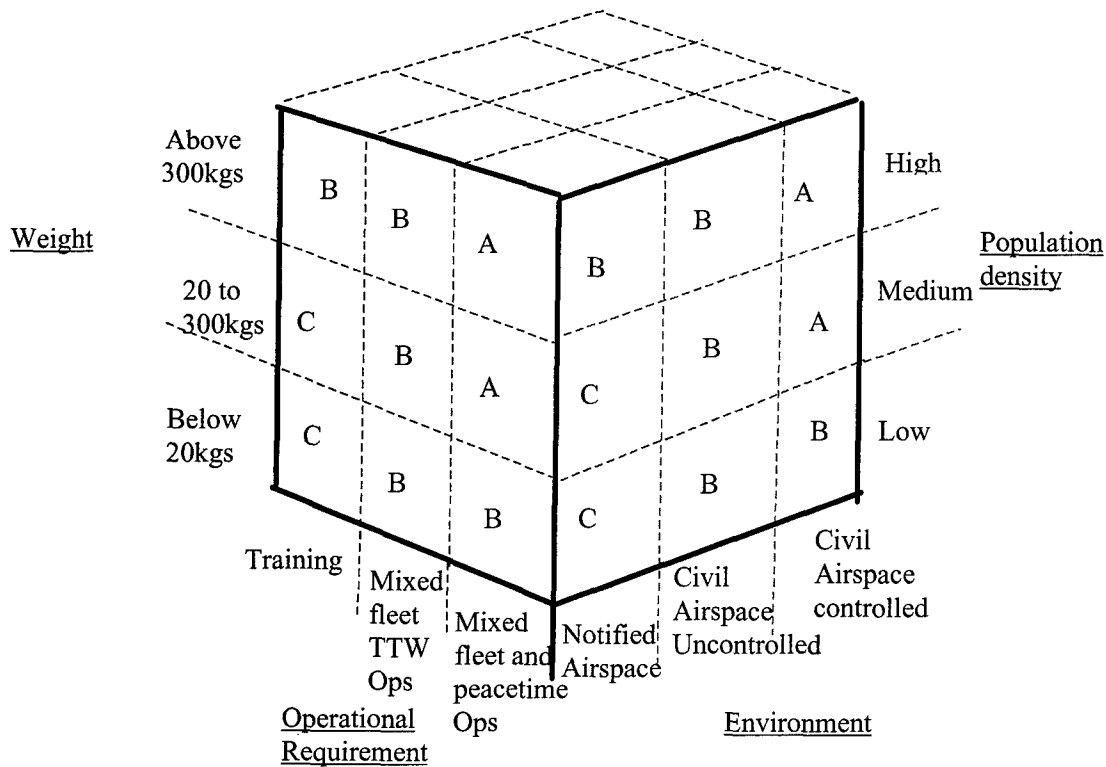 Above
300kgs
High
B
B
A
B
B
A
Weight
Population
density
20 to
300kgs
Medium
C
B
A
C
B
A
Below
20kgs
Low
C
B
B
C
B
B
Training
Mixed
fleet
TTW
Ops
Mixed
fleet and
peacetime
Ops
Notified
Airspace
Civil
Airspace
Uncontrolled
Civil
Airspace
controlled
Operational
Requirement
Environment